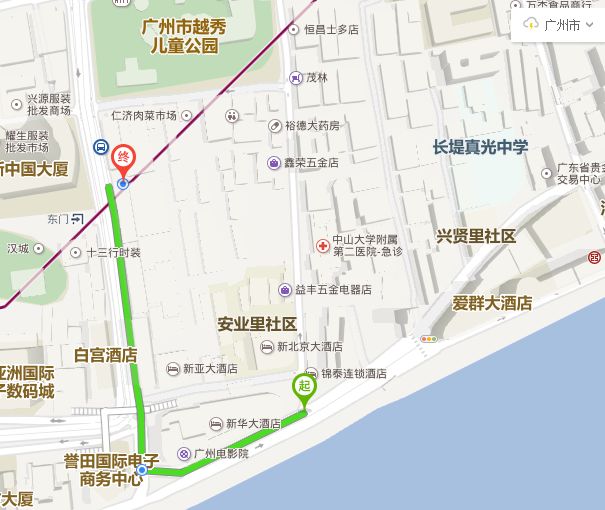 万杰食品商行
广州市
广州市越秀
儿童公园
恒昌士多店
茂林
兴源服装
批发商场
仁济肉菜市场
裕德大药房
耀生服装
批发市场
长堤真光中学
终
鑫荣五金店
新中国大厦
广东省贵金
交易中心
东门
汉城
十三行时装
中山大学附属
第二医院-急诊
兴贤里社区
益丰五金电器店
爱群大酒店
安业里社区
白宫酒店
新北京大酒店
亚洲国际
子数码城
新亚大酒店
锦泰连锁酒店
起
新华大酒店
广州电影院
誉田国际电子
商务中心
大厦